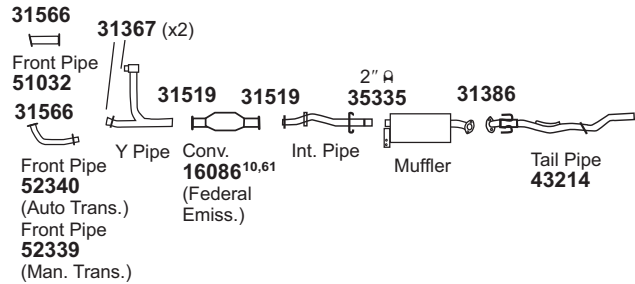 31566
31367 (x2)
Front Pipe
51032
31566
31519
31519
2"
35335
31386
Y Pipe
Conv.
16086¹⁰,⁶¹
(Federal
Emiss.)
Int. Pipe
Muffler
Tail Pipe
43214
Front Pipe
52340
(Auto Trans.)
Front Pipe
52339
(Man. Trans.)